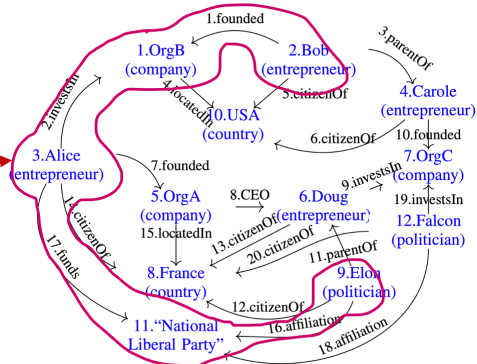 1.founded
1.OrgB
(company)
2.Bob
(entrepreneur)
3.parentOf
2.investsIn
4.locatedIn
5.citizenOf
10.USA
(country)
4.Carole
(entrepreneur)
6.citizenOf
10.founded
3.Alice
(entrepreneur)
7.founded
7.OrgC
(company)
9.investsIn
5.OrgA
(company)
8.CEO
6.Doug
(entrepreneur)
19.investsIn
12.Falcon
(politician)
14.citizenOf
15.locatedIn
13.citizenOf
20.citizenOf
11.parentOf
17.funds
8.France
(country)
9.Elon
(politician)
12.citizenOf
11.“National
Liberal Party”
16.affiliation
18.affiliation